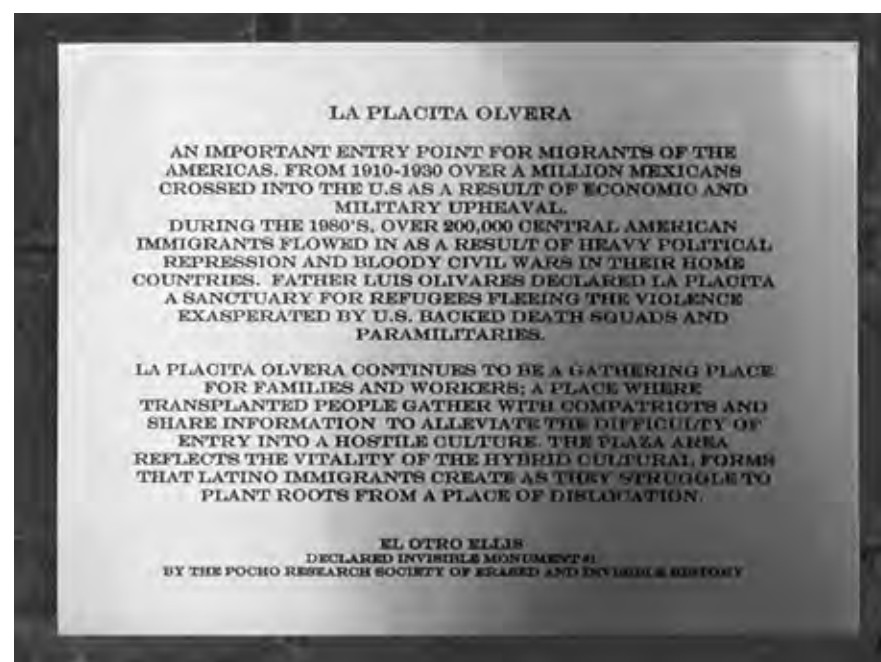 LA PLACITA OLVERA
AN IMPORTANT ENTRY POINT FOR MIGRANTS OF THE
AMERICAS. FROM 1910-1930 OVER A MILLION MEXICANS
CROSSED INTO THE U.S AS A RESULT OF ECONOMIC AND
MILITARY UPHEAVAL.
DURING THE 1980'S, OVER 200,000 CENTRAL AMERICAN
IMMIGRANTS FLOWED IN AS A RESULT OF HEAVY POLITICAL
REPRESSION AND BLOODY CIVIL WARS IN THEIR HOME
COUNTRIES. FATHER LUIS OLIVARES DECLARED LA PLACITA
A SANCTUARY FOR REFUGEES FLEEING THE VIOLENCE
EXASPERATED BY U.S. BACKED DEATH SQUADS AND
PARAMILITARIES.
LA PLACITA OLVERA CONTINUES TO BE A GATHERING PLACE
FOR FAMILIES AND WORKERS; A PLACE WHERE
TRANSPLANTED PEOPLE GATHER WITH COMPATRIOTS AND
SHARE INFORMATION TO ALLEVIATE THE DIFFICULTY OF
ENTRY INTO A HOSTILE CULTURE. THE PLAZA AREA
REFLECTS THE VITALITY OF THE HYBRID CULTURAL FORMS
THAT LATINO IMMIGRANTS CREATE AS THEY STRUGGLE TO
PLANT ROOTS FROM A PLACE OF DISLOCATION.
EL OTRO ELLIS
DECLARED INVISIBLE MONUMENT #1
BY THE POCHO RESEARCH SOCIETY OF ERASED AND INVISIBLE HISTORY